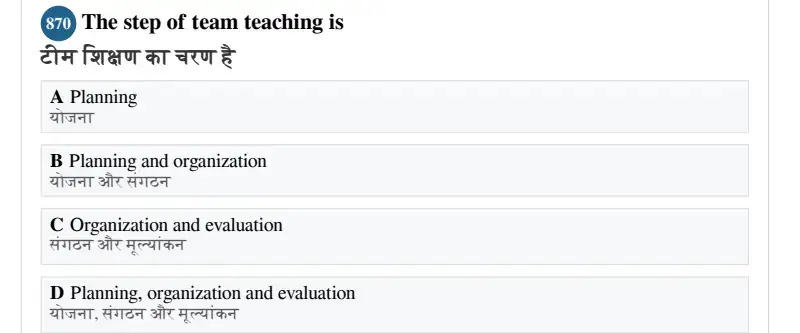 870 The step of team teaching is
टीम शिक्षण का चरण है
A Planning
योजना
B Planning and organization
योजना और संगठन
C Organization and evaluation
संगठन और मूल्यांकन
D Planning, organization and evaluation
योजना, संगठन और मूल्यांकन